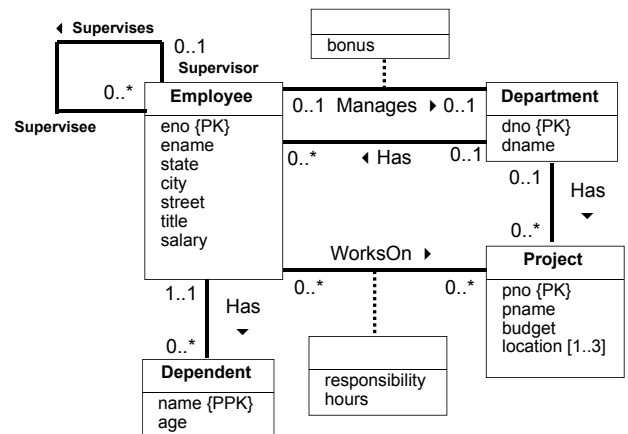 ◂ Supervises
0..1
Supervisor
0..*
Supervisee
bonus
Employee
eno {PK}
ename
state
city
street
title
salary
0..1 Manages ▸ 0..1
0..* ◂ Has 0..1
Department
dno {PK}
dname
0..1
Has
▾
0..*
WorksOn ▸
0..* 0..*
Project
pno {PK}
pname
budget
location [1..3]
1..1
Has
▾
0..*
Dependent
name {PPK}
age
responsibility
hours